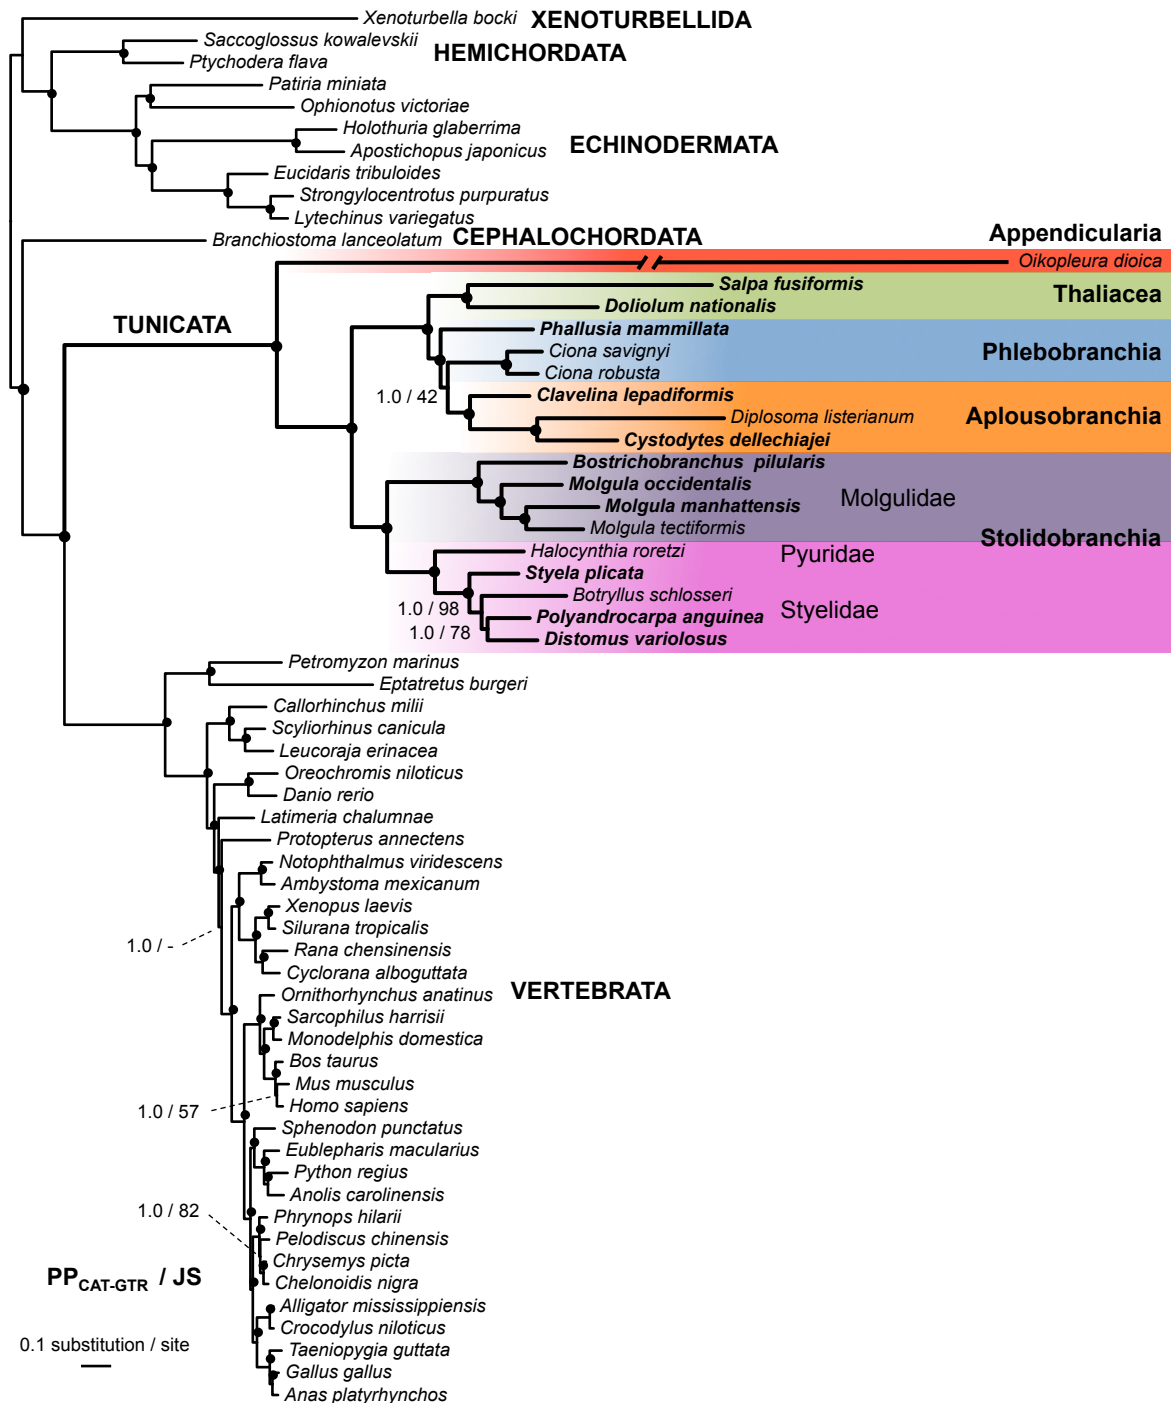 Xenoturbella bocki XENOTURBELLIDA
Saccoglossus kowalevskii
HEMICHORDATA
Ptychodera flava
Patiria miniata
Ophionotus victoriae
Holothuria glaberrima
ECHINODERMATA
Apostichopus japonicus
Eucidaris tribuloides
Strongylocentrotus purpuratus
Lytechinus variegatus
Branchiostoma lanceolatum CEPHALOCHORDATA
Appendicularia
Oikopleura dioica
Salpa fusiformis
Thaliacea
Doliolum nationalis
TUNICATA
Phallusia mammillata
Ciona savignyi
Phlebobranchia
Ciona robusta
1.0 / 42
Clavelina lepadiformis
Diplosoma listerianum
Aplousobranchia
Cystodytes dellechiajei
Bostrichobranchus pilularis
Molgula occidentalis
Molgulidae
Molgula manhattensis
Molgula tectiformis
Stolidobranchia
Halocynthia roretzi
Pyuridae
Styela plicata
Botryllus schlosseri
1.0 / 98
Styelidae
Polyandrocarpa anguinea
1.0 / 78
Distomus variolosus
Petromyzon marinus
Eptatretus burgeri
Callorhinchus milii
Scyliorhinus canicula
Leucoraja erinacea
Oreochromis niloticus
Danio rerio
Latimeria chalumnae
Protopterus annectens
Notophthalmus viridescens
Ambystoma mexicanum
Xenopus laevis
Silurana tropicalis
1.0 / -
Rana chensinensis
Cyclorana alboguttata
Ornithorhynchus anatinus VERTEBRATA
Sarcophilus harrisii
Monodelphis domestica
Bos taurus
Mus musculus
1.0 / 57
Homo sapiens
Sphenodon punctatus
Eublepharis macularius
Python regius
Anolis carolinensis
1.0 / 82
Phrynops hilarii
Pelodiscus chinensis
Chrysemys picta
PP CAT-GTR / JS
Chelonoidis nigra
Alligator mississippiensis
Crocodylus niloticus
0.1 substitution / site
Taeniopygia guttata
Gallus gallus
Anas platyrhynchos